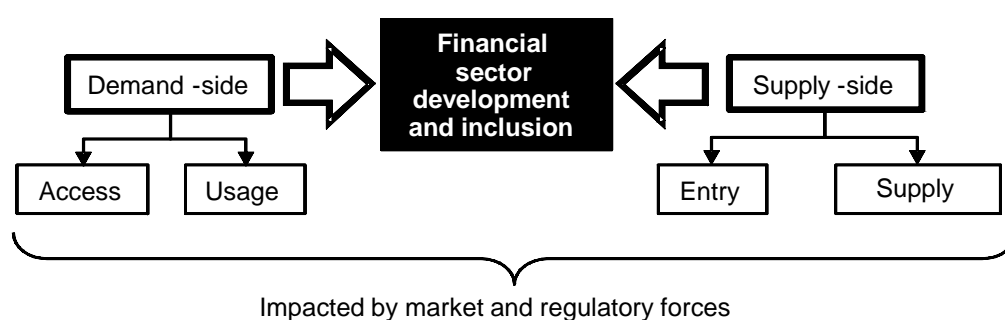 Financial
sector
development
and inclusion
Demand -side
Supply -side
Access
Usage
Entry
Supply
Impacted by market and regulatory forces